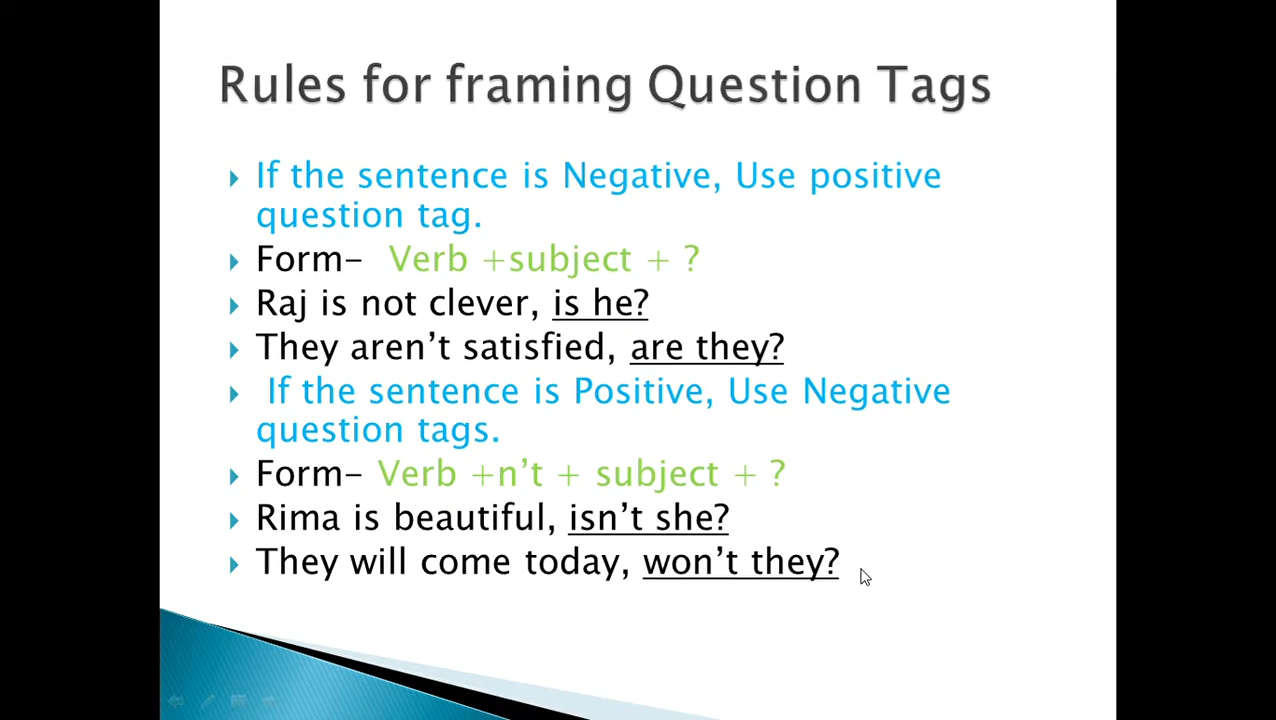 Rules for framing Question Tags
If the sentence is Negative, Use positive
question tag.
Form- Verb +subject + ?
Raj is not clever, is he?
They aren't satisfied, are they?
If the sentence is Positive, Use Negative
question tags.
Form- Verb +n't + subject + ?
Rima is beautiful, isn't she?
They will come today, won't they?